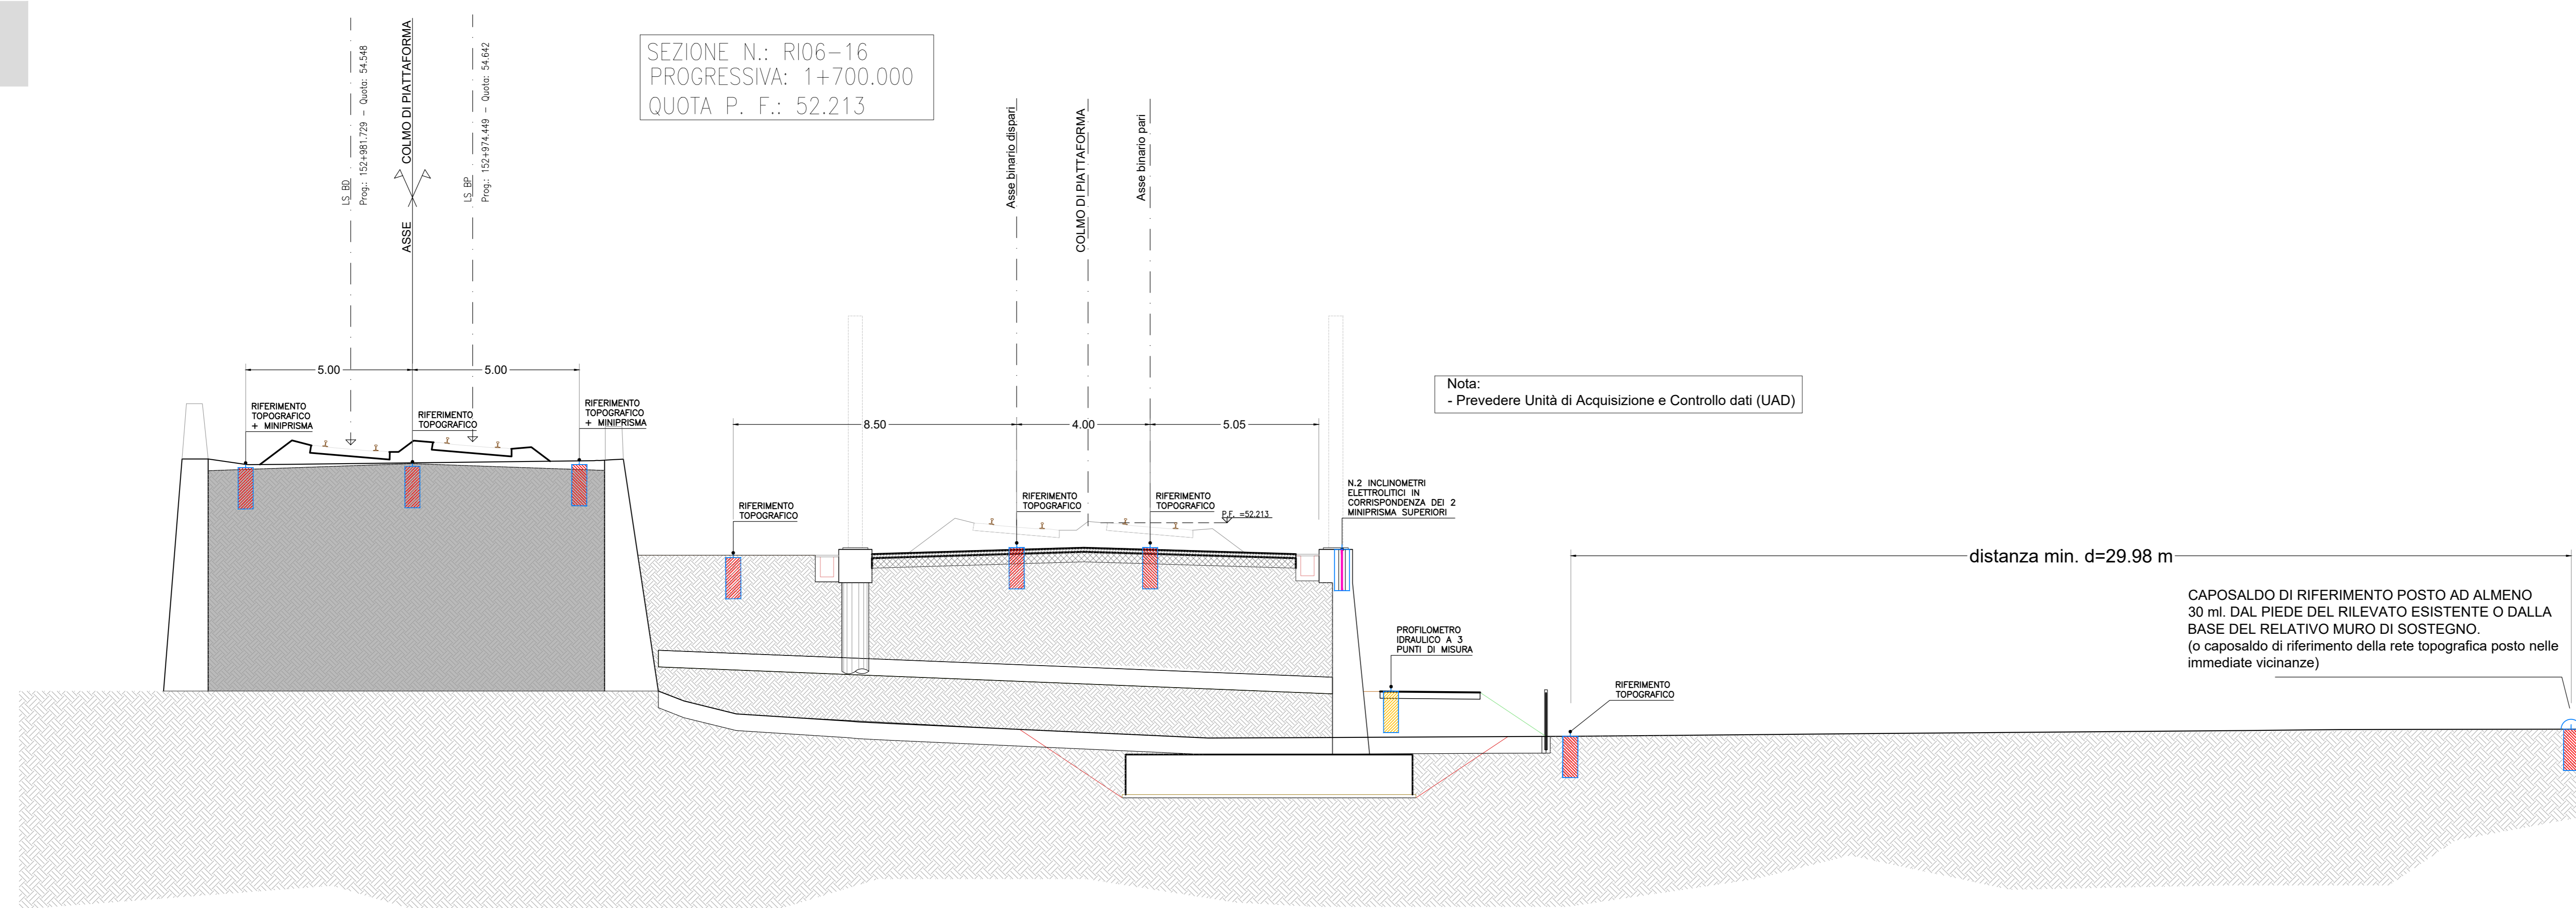 LS BD
Prog.: 152+981.729 - Quota: 54.548
ASSE
COLMO DI PIATTAFORMA
LS BP
Prog.: 152+974.449 - Quota: 54.642
SEZIONE N.: RI06-16
PROGRESSIVA: 1+700.000
QUOTA P. F.: 52.213
Asse binario dispari
COLMO DI PIATTAFORMA
Asse binario pari
5.00
5.00
RIFERIMENTO
TOPOGRAFICO
+ MINIPRISMA
RIFERIMENTO
TOPOGRAFICO
RIFERIMENTO
TOPOGRAFICO
+ MINIPRISMA
8.50
4.00
5.05
Nota:
- Prevedere Unità di Acquisizione e Controllo dati (UAD)
RIFERIMENTO
TOPOGRAFICO
RIFERIMENTO
TOPOGRAFICO
RIFERIMENTO
TOPOGRAFICO
P.F. =52.213
N.2 INCLINOMETRI
ELETTROLITICI IN
CORRISPONDENZA DEI 2
MINIPRISMA SUPERIORI
distanza min. d=29.98 m
CAPOSALDO DI RIFERIMENTO POSTO AD ALMENO
30 ml. DAL PIEDE DEL RILEVATO ESISTENTE O DALLA
BASE DEL RELATIVO MURO DI SOSTEGNO.
(o caposaldo di riferimento della rete topografica posto nelle
immediate vicinanze)
PROFILOMETRO
IDRAULICO A 3
PUNTI DI MISURA
RIFERIMENTO
TOPOGRAFICO